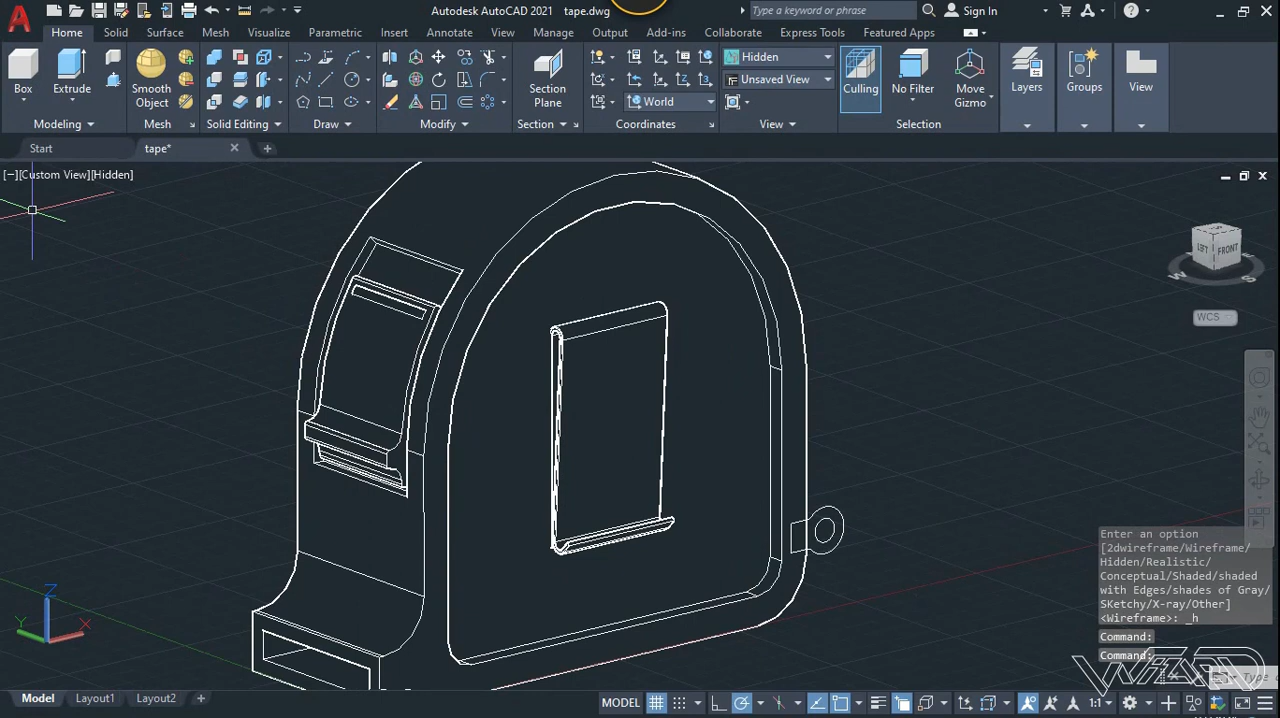 Autodesk AutoCAD 2021 tape.dwg
Type a keyword or phrase
Sign In
Home Solid Surface Mesh Visualize Parametric Insert Annotate View Manage Output Add-ins Collaborate Express Tools Featured Apps
Box
Extrude
Smooth
Object
Section
Plane
Hidden
Unsaved View
World
Culling
No Filter
Move
Gizmo
Layers
Groups
View
Modeling
Mesh
Solid Editing
Draw
Modify
Section
Coordinates
View
Selection
Start
tape*
[−][Custom View][Hidden]
LEFT
FRONT
W
S
WCS
Enter an option
[2dwireframe/Wireframe/
Hidden/Realistic/
Conceptual/Shaded/shaded
with Edges/shades of Gray/
SKetchy/X-ray/Other]
<Wireframe>: _h
Command:
Command:
Z
Y
X
Model Layout1 Layout2
MODEL
1:1